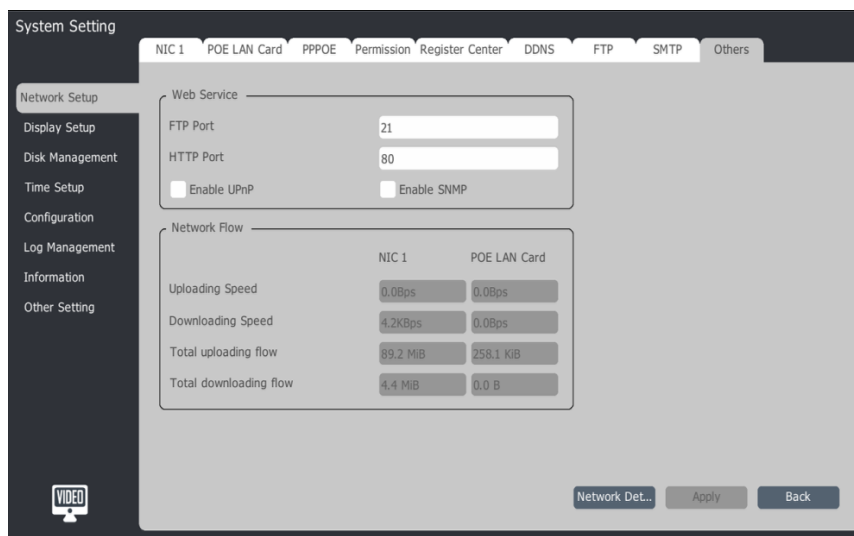 System Setting
NIC 1 POE LAN Card PPPOE Permission Register Center DDNS FTP SMTP Others
Network Setup
Display Setup
Disk Management
Time Setup
Configuration
Log Management
Information
Other Setting
Web Service
FTP Port 21
HTTP Port 80
Enable UPnP Enable SNMP
Network Flow
NIC 1 POE LAN Card
Uploading Speed 0.0Bps 0.0Bps
Downloading Speed 4.2KBps 0.0Bps
Total uploading flow 89.2 MiB 258.1 KiB
Total downloading flow 4.4 MiB 0.0 B
VIDEO
Network Det... Apply Back